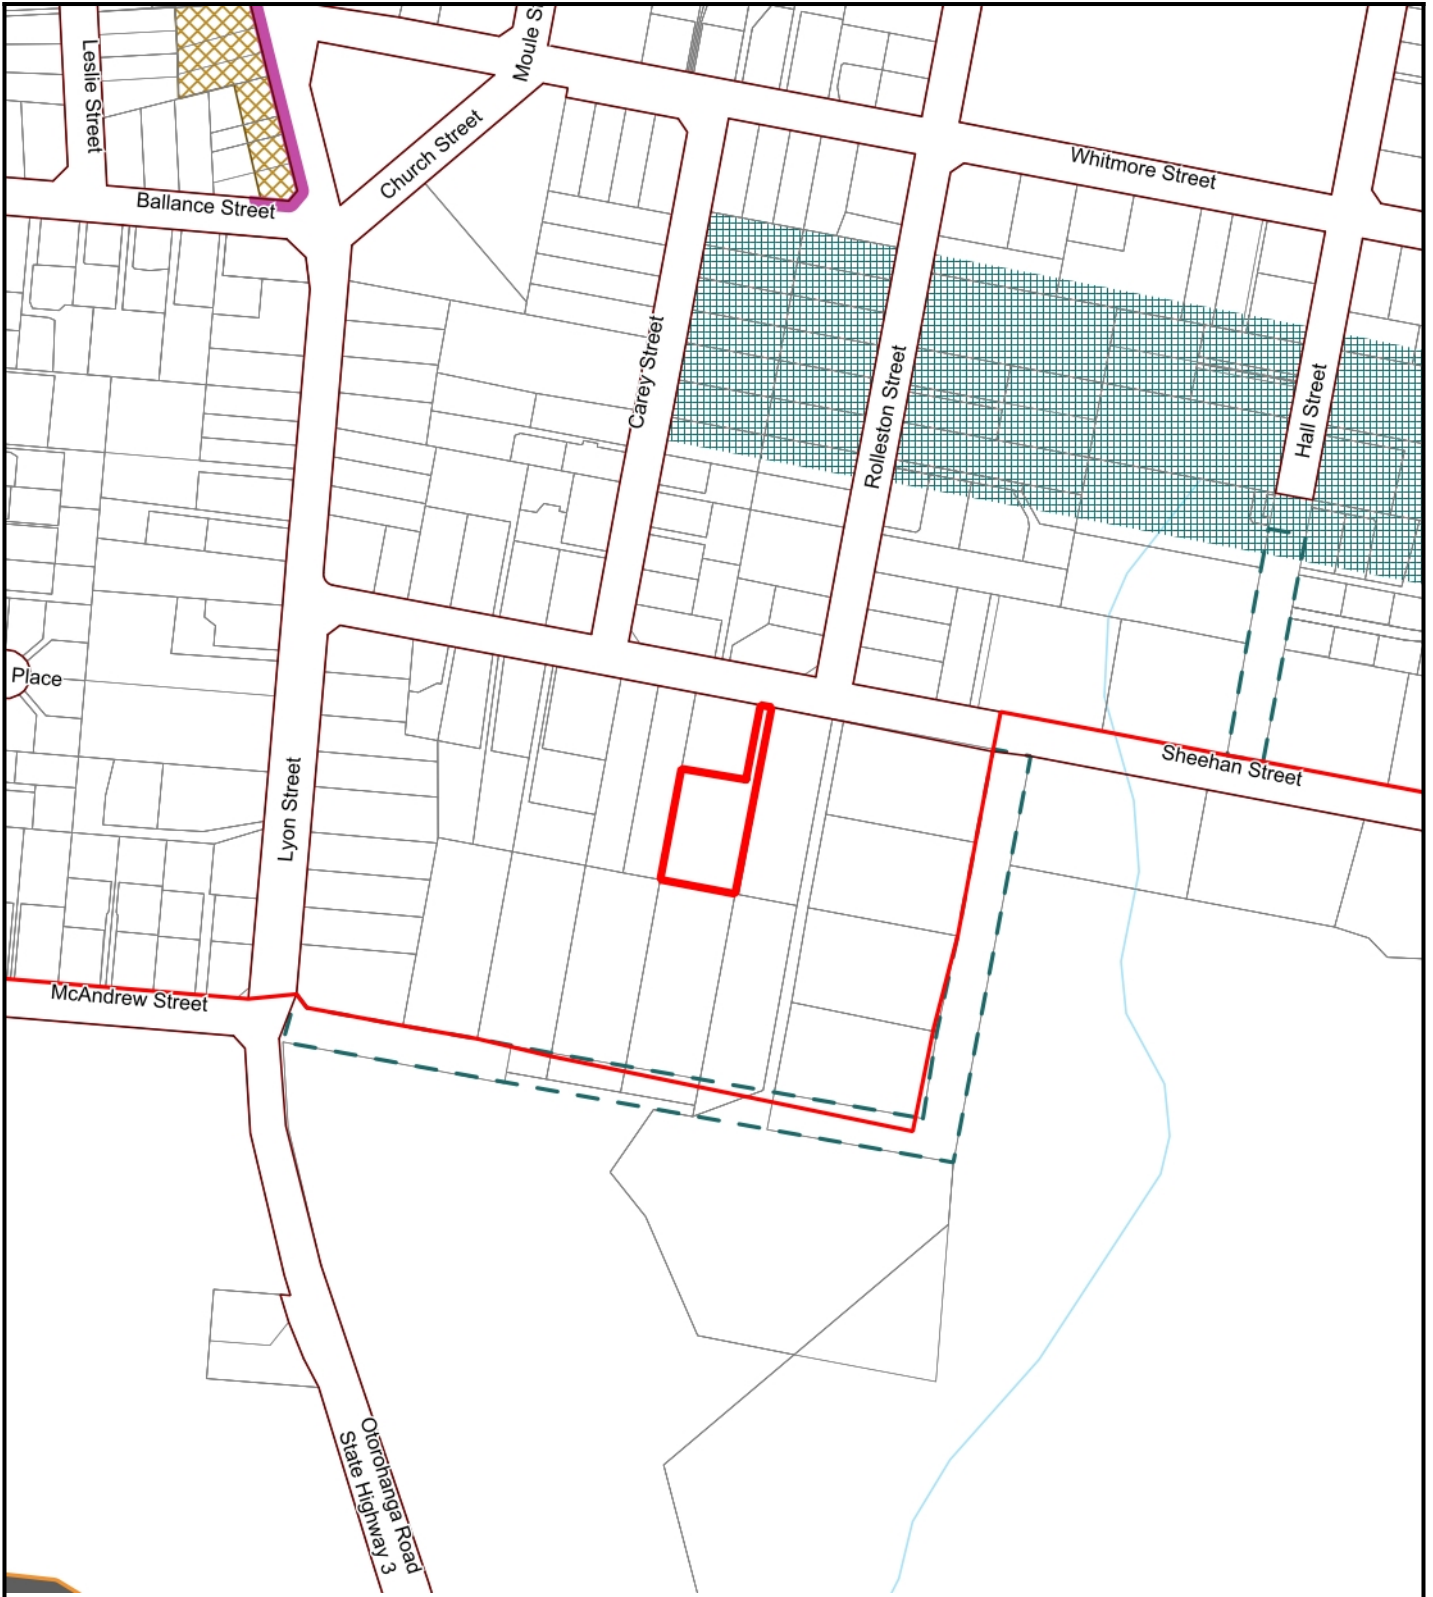 Leslie Street
Moule S
Church Street
Whitmore Street
Ballance Street
Carey Street
Rolleston Street
Hall Street
Place
Sheehan Street
Lyon Street
McAndrew Street
Otorohanga Road
State Highway 3